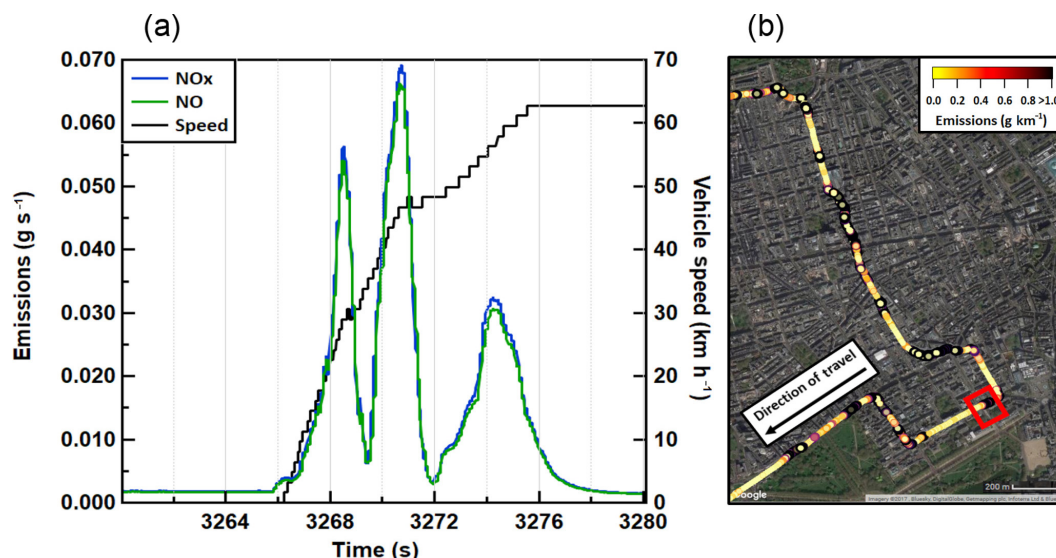 (a)
(b)
0.070
0.060
0.050
0.040
0.030
0.020
0.010
0.000
Emissions (g s⁻¹)
NOx
NO
Speed
70
60
50
40
30
20
10
0
Vehicle speed (km h⁻¹)
3264
3268
3272
3276
3280
Time (s)
0.0 0.2 0.4 0.6 0.8 >1.0
Emissions (g km⁻¹)
Direction of travel
Google
Imagery ©2017, Bluesky, DigitalGlobe, Getmapping plc, Infoterra Ltd &
200 m